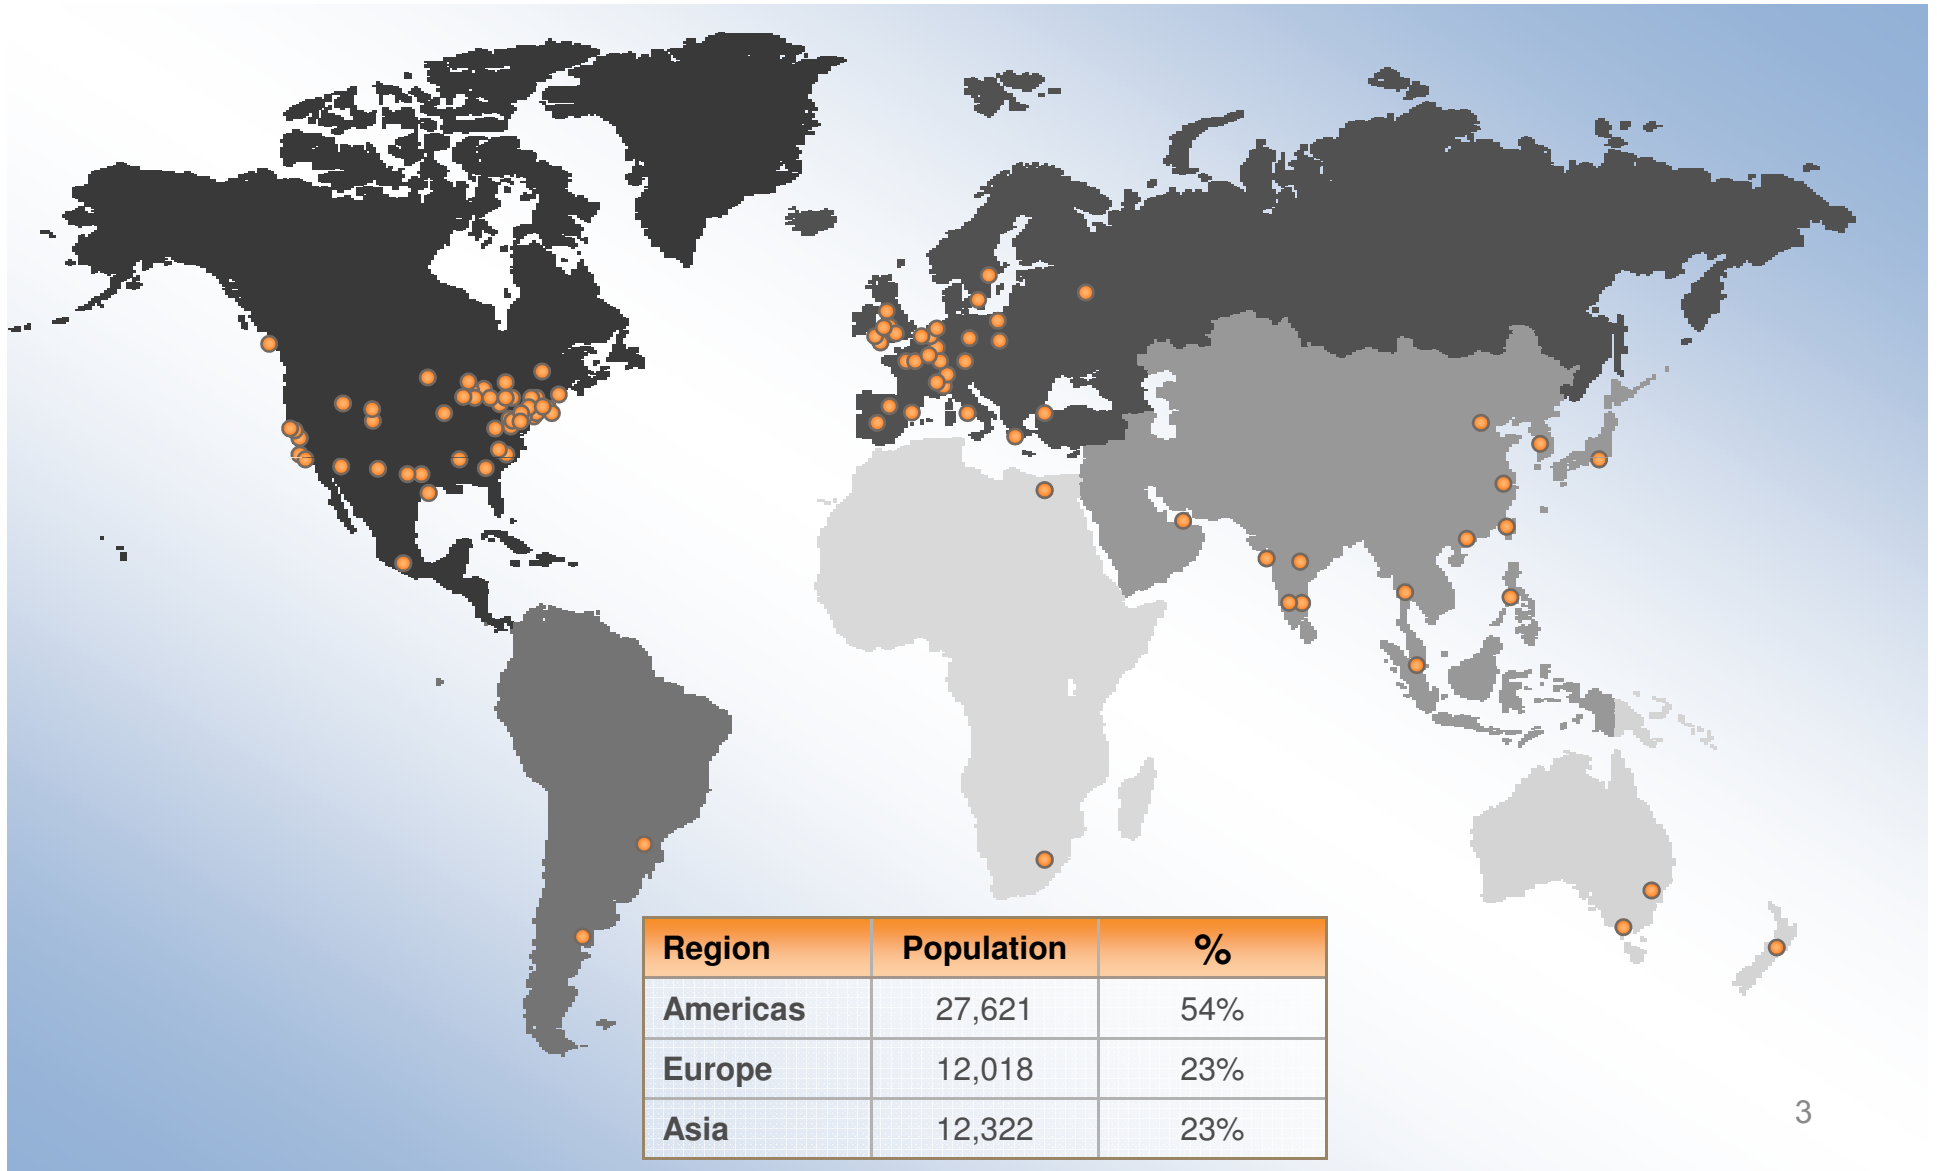 Region Population %
Americas 27,621 54%
Europe 12,018 23%
Asia 12,322 23%
3